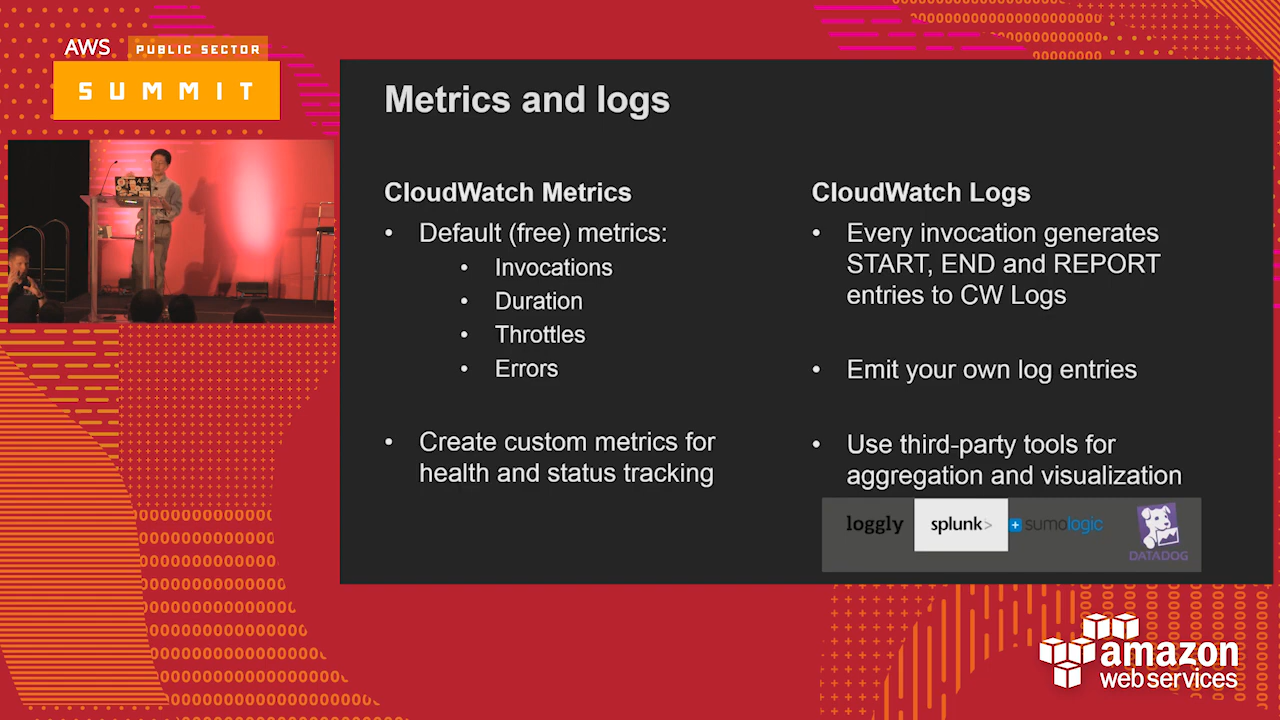 AWS PUBLIC SECTOR
SUMMIT
Metrics and logs
CloudWatch Metrics
• Default (free) metrics:
• Invocations
• Duration
• Throttles
• Errors
• Create custom metrics for
health and status tracking
CloudWatch Logs
• Every invocation generates
START, END and REPORT
entries to CW Logs
• Emit your own log entries
• Use third-party tools for
aggregation and visualization
loggly splunk> sumologic
DATADOG
amazon
web services